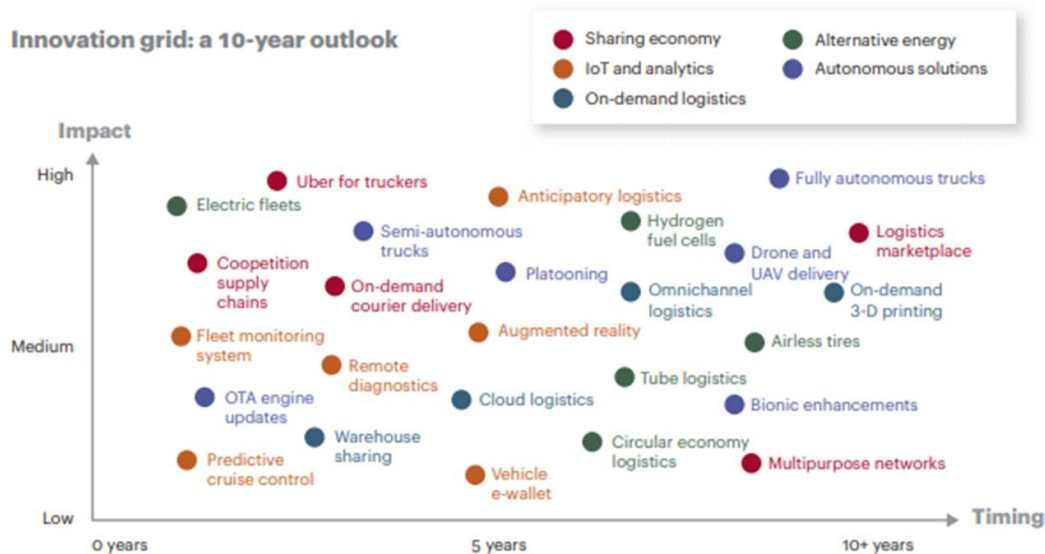 Innovation grid: a 10-year outlook
Sharing economy
IoT and analytics
On-demand logistics
Alternative energy
Autonomous solutions
Impact
High
Medium
Low
Uber for truckers
Electric fleets
Anticipatory logistics
Fully autonomous trucks
Semi-autonomous
trucks
Hydrogen
fuel cells
Logistics
marketplace
Coopetition
supply
chains
Platooning
Drone and
UAV delivery
On-demand
courier delivery
Omnichannel
logistics
On-demand
3-D printing
Fleet monitoring
system
Augmented reality
Airless tires
Remote
diagnostics
Tube logistics
OTA engine
updates
Cloud logistics
Bionic enhancements
Warehouse
sharing
Circular economy
logistics
Predictive
cruise control
Vehicle
e-wallet
Multipurpose networks
Timing
0 years
5 years
10+ years